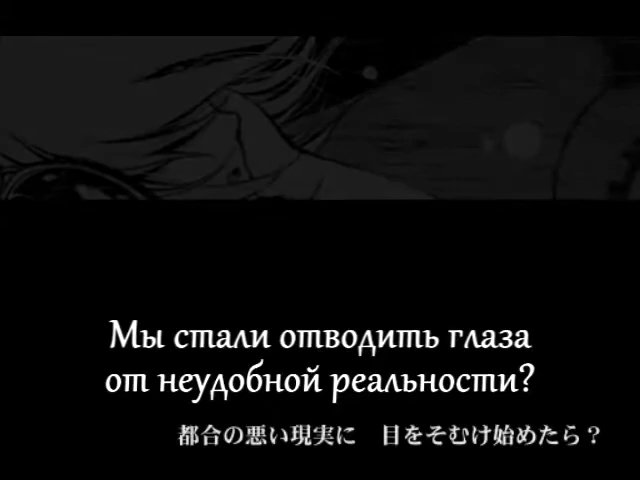 Мы стали отводить глаза
от неудобной реальности?
都合の悪い現実に　目をそむけ始めたら？